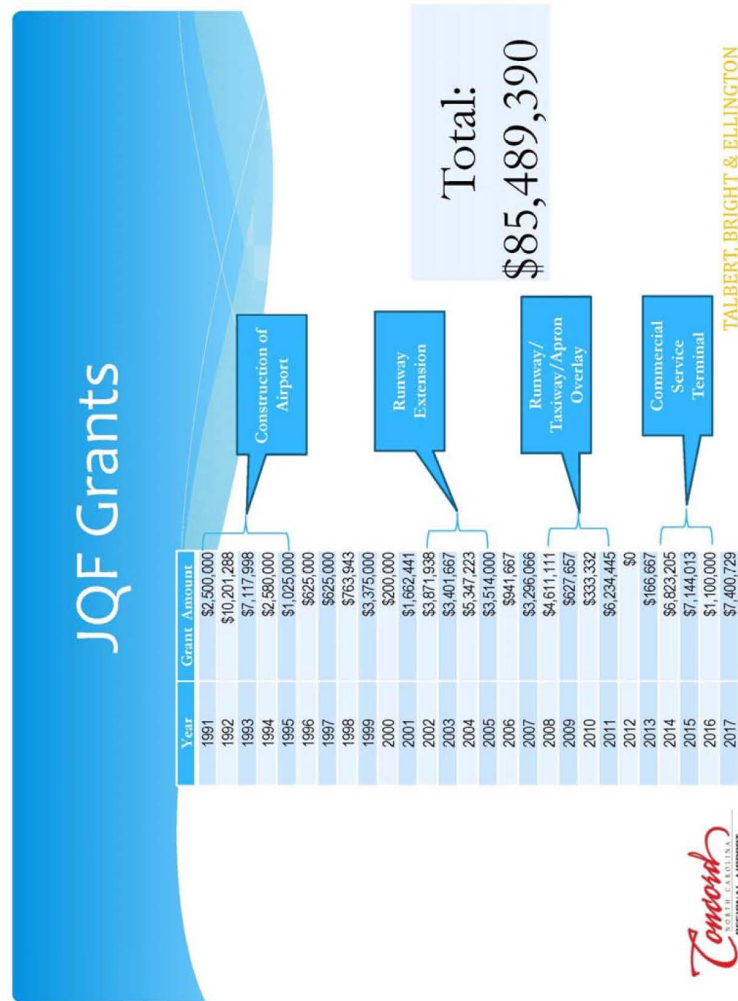 JQF Grants
Year Grant Amount
1991 $2,500,000
1992 $10,201,288
1993 $7,117,998
1994 $2,580,000
1995 $1,025,000
1996 $625,000
1997 $625,000
1998 $763,943
1999 $3,375,000
2000 $200,000
2001 $1,662,441
2002 $3,871,938
2003 $3,401,667
2004 $5,347,223
2005 $3,514,000
2006 $941,667
2007 $3,296,066
2008 $4,611,111
2009 $627,657
2010 $333,332
2011 $6,234,445
2012 $0
2013 $166,667
2014 $6,823,205
2015 $7,144,013
2016 $1,100,000
2017 $7,400,729
Construction of
Airport
Runway
Extension
Runway/
Taxiway/Apron
Overlay
Commercial
Service
Terminal
Total:
$85,489,390
Concord
NORTH CAROLINA
TALBERT, BRIGHT & ELLINGTON